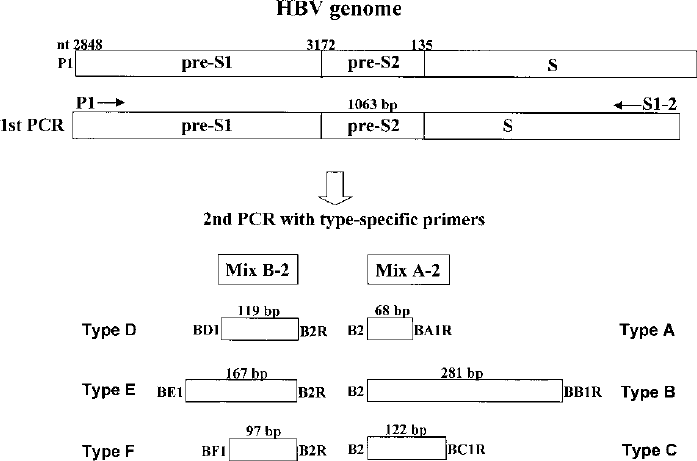 HBV genome
nt 2848 3172 135
P1 pre-S1 pre-S2 S
P1 1063 bp S1-2
1st PCR pre-S1 pre-S2 S
2nd PCR with type-specific primers
Mix B-2 Mix A-2
119 bp 68 bp
Type D BD1 B2R B2 BA1R Type A
167 bp 281 bp
Type E BE1 B2R B2 BB1R Type B
97 bp 122 bp
Type F BF1 B2R B2 BC1R Type C